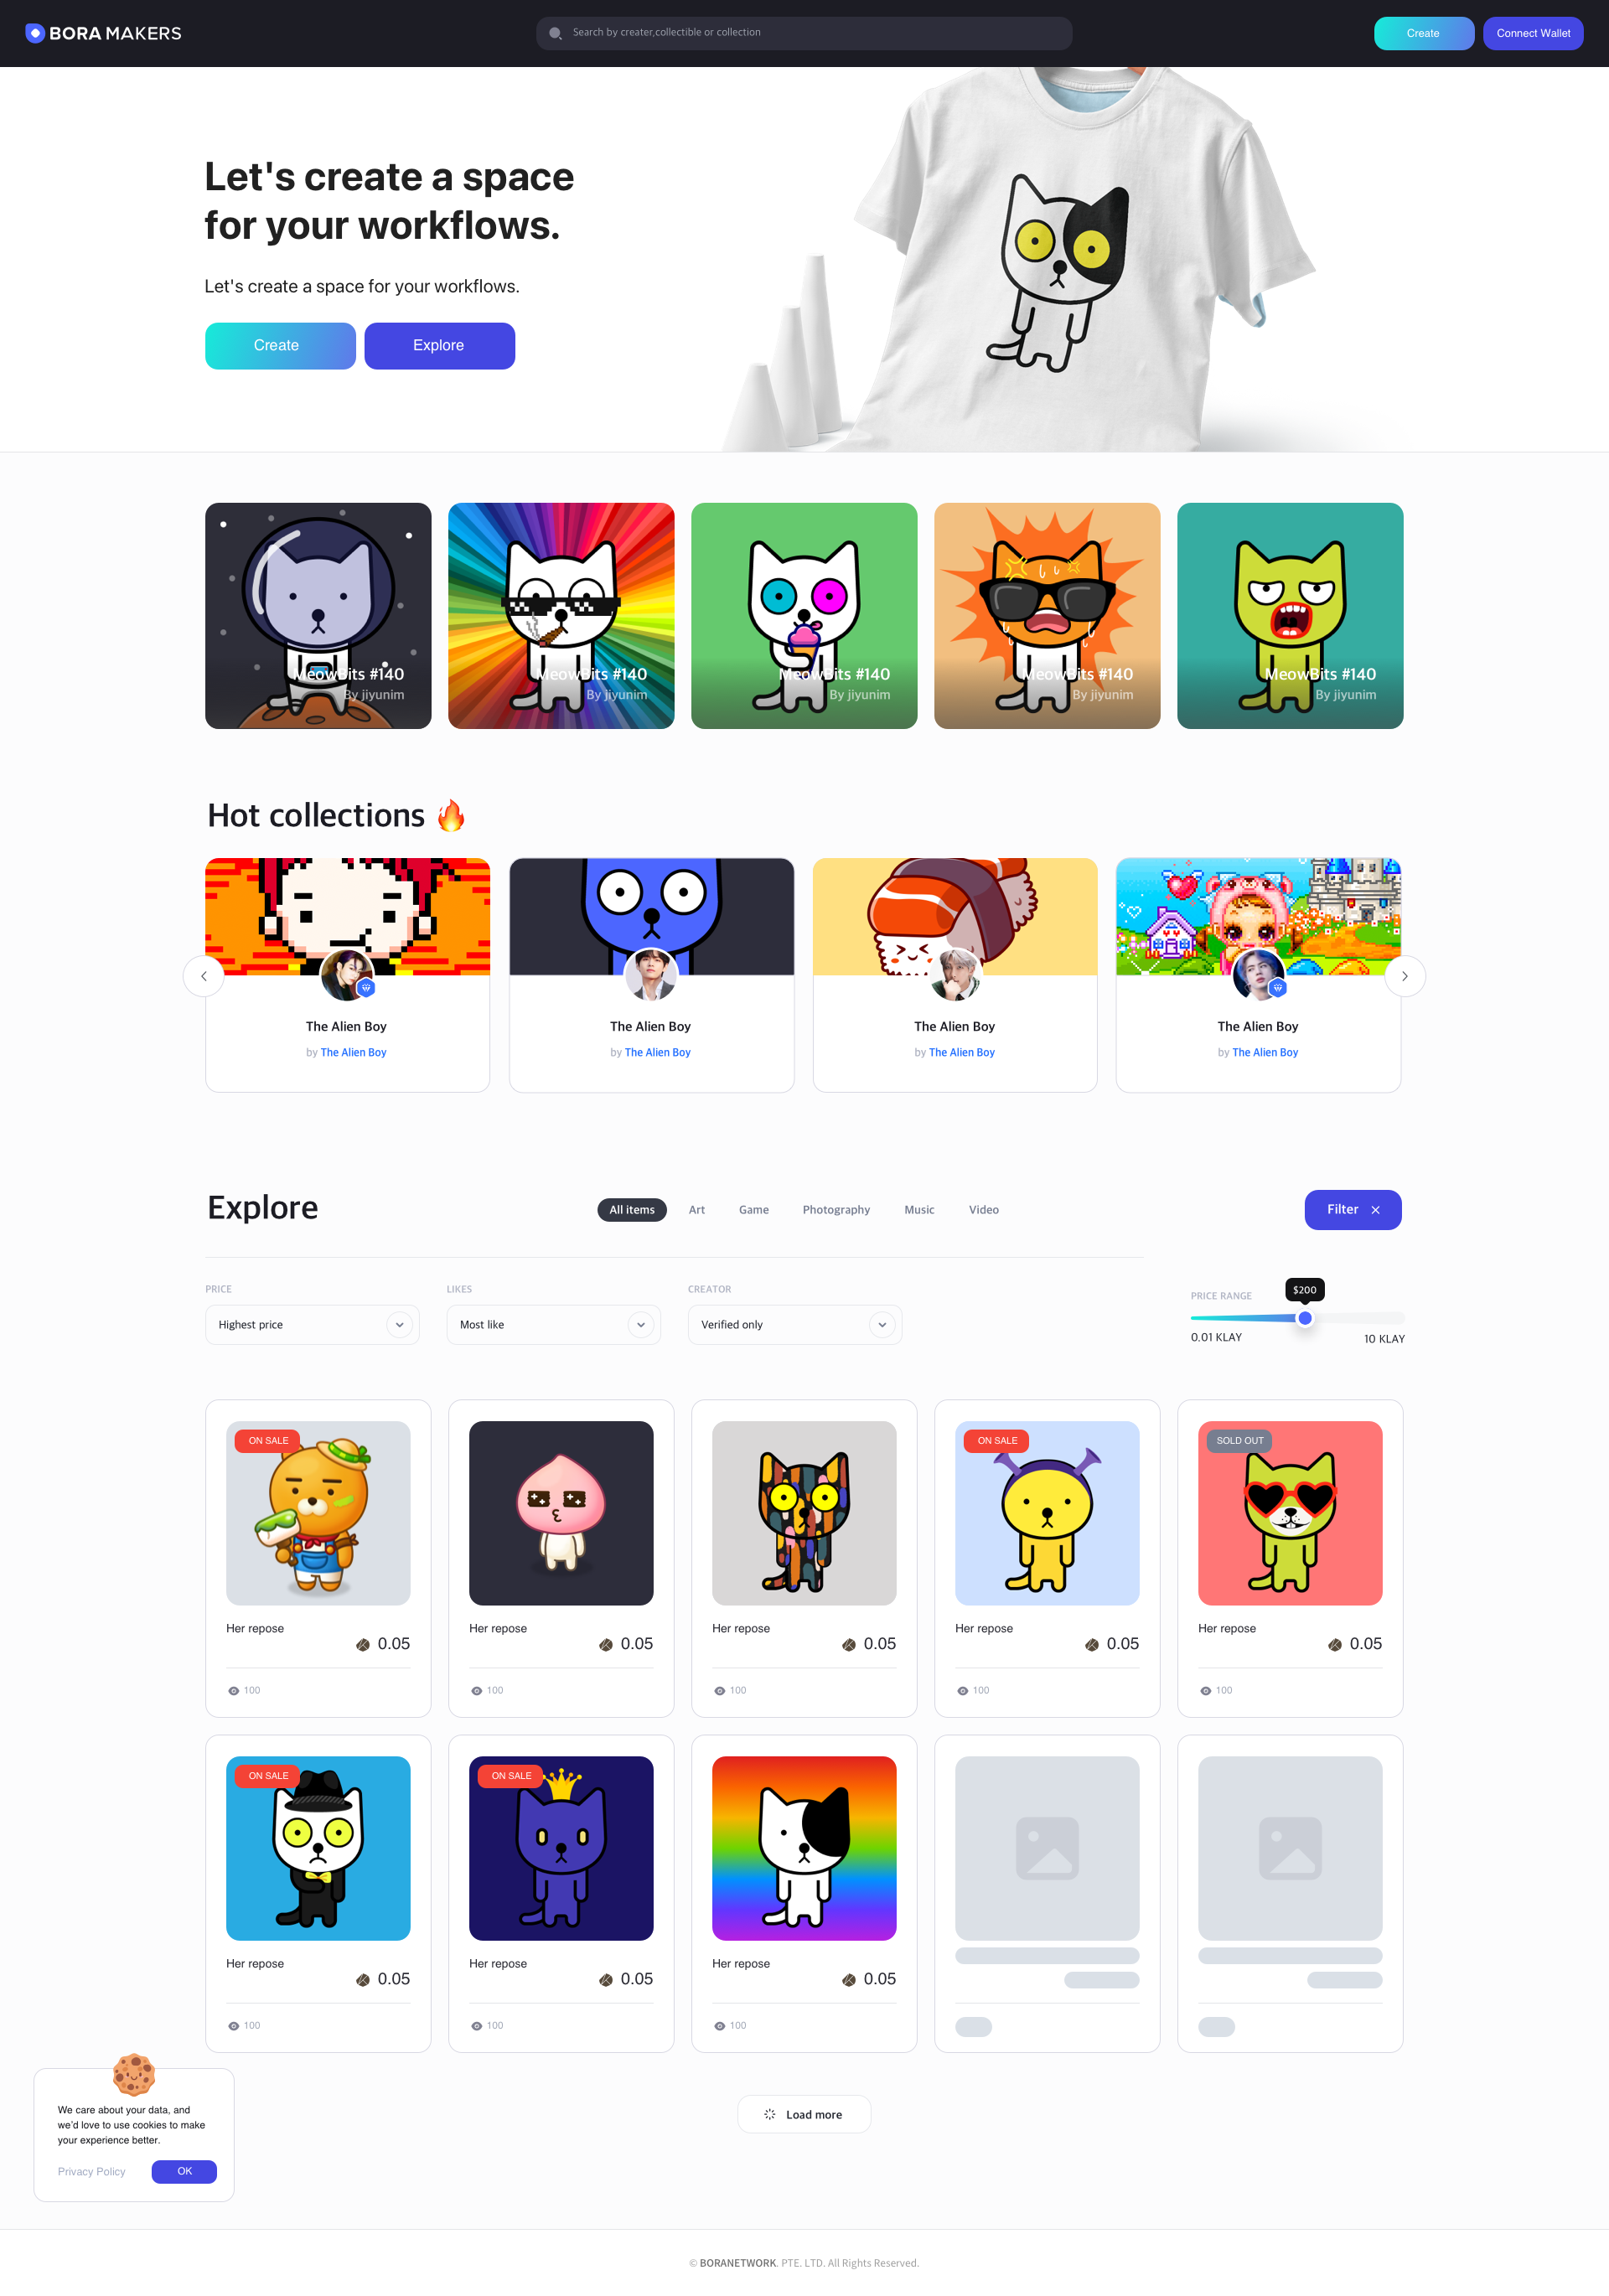 BORA MAKERS
Search by creater,collectible or collection
Create
Connect Wallet
Let's create a space
for your workflows.
Let's create a space for your workflows.
Create
Explore
MeowBits #140
By jiyunim
MeowBits #140
By jiyunim
MeowBits #140
By jiyunim
MeowBits #140
By jiyunim
MeowBits #140
By jiyunim
Hot collections 🔥
The Alien Boy
by The Alien Boy
The Alien Boy
by The Alien Boy
The Alien Boy
by The Alien Boy
The Alien Boy
by The Alien Boy
Explore
All items
Art
Game
Photography
Music
Video
Filter
PRICE
Highest price
LIKES
Most like
CREATOR
Verified only
PRICE RANGE
$200
0.01 KLAY
10 KLAY
ON SALE
Her repose
0.05
100
Her repose
0.05
100
Her repose
0.05
100
ON SALE
Her repose
0.05
100
SOLD OUT
Her repose
0.05
100
ON SALE
Her repose
0.05
100
ON SALE
Her repose
0.05
100
Her repose
0.05
100
We care about your data, and
we'd love to use cookies to make
your experience better.
Privacy Policy
OK
Load more
© BORANETWORK. PTE. LTD. All Rights Reserved.